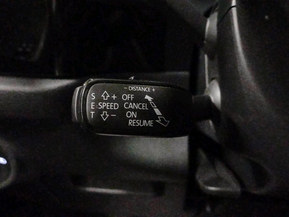 - DISTANCE +
S ⇧ + OFF
E SPEED CANCEL
T ⇩ - ON
RESUME